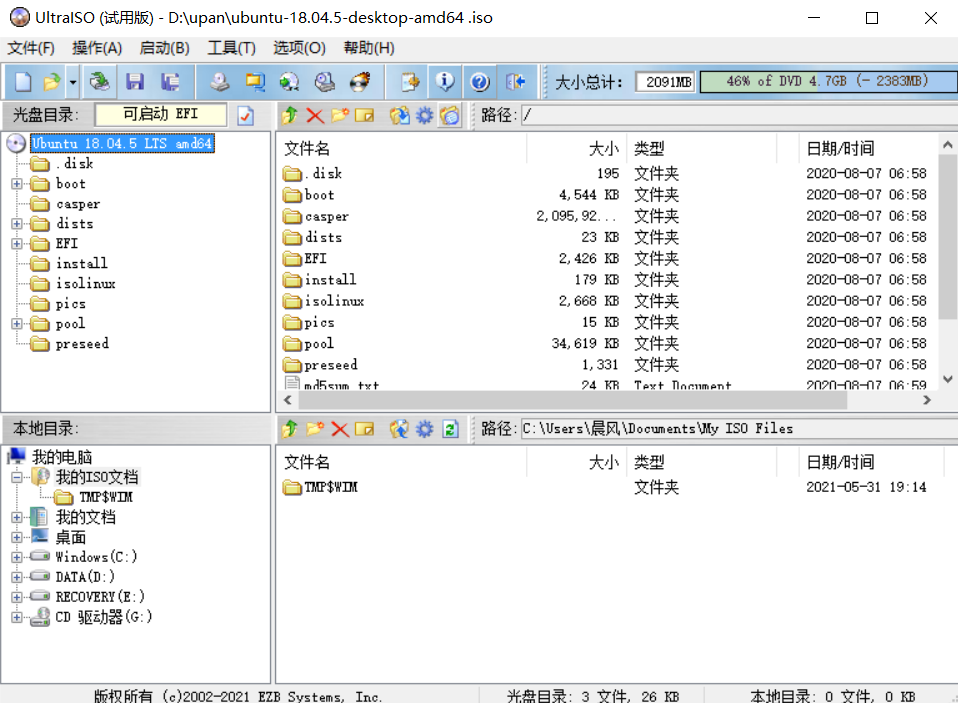 UltraISO (试用版) - D:\upan\ubuntu-18.04.5-desktop-amd64 .iso
文件(F) 操作(A) 启动(B) 工具(T) 选项(O) 帮助(H)
大小总计: 2091MB 46% of DVD 4.7GB (- 2383MB)
光盘目录: 可启动 EFI 路径: /
Ubuntu 18.04.5 LTS amd64
.disk
boot
casper
dists
EFI
install
isolinux
pics
pool
preseed
文件名 大小 类型 日期/时间
.disk 195 文件夹 2020-08-07 06:58
boot 4,544 KB 文件夹 2020-08-07 06:58
casper 2,095,92... 文件夹 2020-08-07 06:58
dists 23 KB 文件夹 2020-08-07 06:58
EFI 2,426 KB 文件夹 2020-08-07 06:58
install 179 KB 文件夹 2020-08-07 06:58
isolinux 2,668 KB 文件夹 2020-08-07 06:58
pics 15 KB 文件夹 2020-08-07 06:58
pool 34,619 KB 文件夹 2020-08-07 06:58
preseed 1,331 文件夹 2020-08-07 06:58
md5sum.txt 24 KB Text Document 2020-08-07 06:59
本地目录: 路径: C:\Users\晨风\Documents\My ISO Files
我的电脑
我的ISO文档
TMP$WIM
我的文档
桌面
Windows(C:)
DATA(D:)
RECOVERY(E:)
CD 驱动器(G:)
文件名 大小 类型 日期/时间
TMP$WIM 文件夹 2021-05-31 19:14
版权所有 (c)2002-2021 EZB Systems, Inc. 光盘目录: 3 文件, 26 KB 本地目录: 0 文件, 0 KB